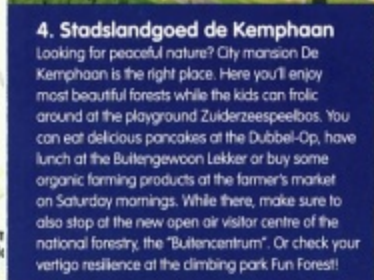 4. Stadslandgoed de Kemphaan
Looking for peaceful nature? City mansion De
Kemphaan is the right place. Here you'll enjoy
most beautiful forests while the kids can frolic
around at the playground Zuiderzeespeelbos. You
can eat delicious pancakes at the Dubbel-Op, have
lunch at the Buitengewoon Lekker or buy some
organic farming products at the farmer's market
on Saturday mornings. While there, make sure to
also stop at the new open air visitor centre of the
national forestry, the "Buitencentrum". Or check your
vertigo resilience at the climbing park Fun Forest!